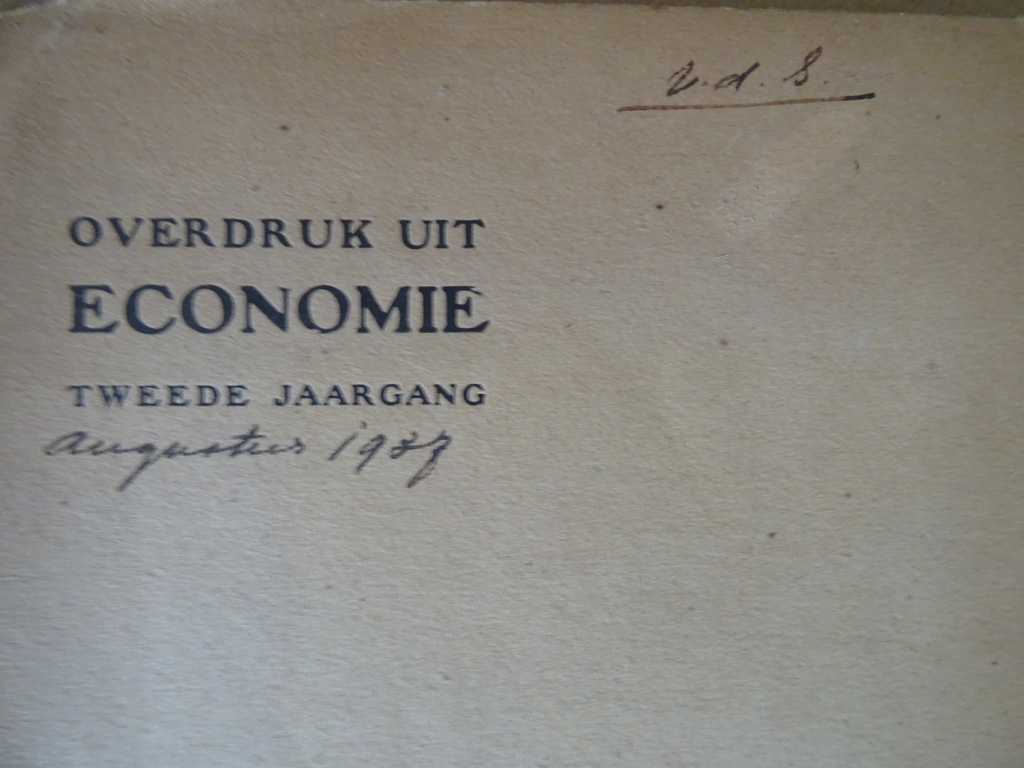 v.d. S.
OVERDRUK UIT
ECONOMIE
TWEEDE JAARGANG
augustus 1937